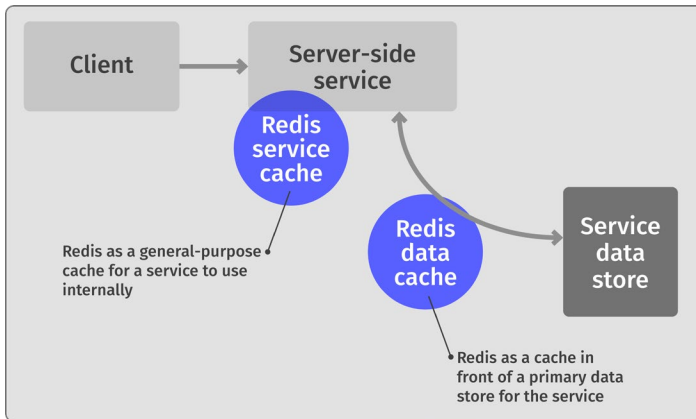 Client
Server-side
service
Redis
service
cache
Redis as a general-purpose
cache for a service to use
internally
Redis
data
cache
Service
data
store
Redis as a cache in
front of a primary data
store for the service